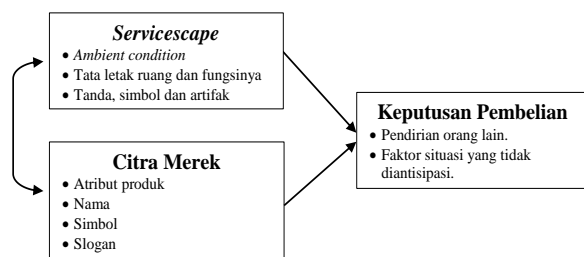 Servicescape
• Ambient condition
• Tata letak ruang dan fungsinya
• Tanda, simbol dan artifak
Citra Merek
• Atribut produk
• Nama
• Simbol
• Slogan
Keputusan Pembelian
• Pendirian orang lain.
• Faktor situasi yang tidak
diantisipasi.